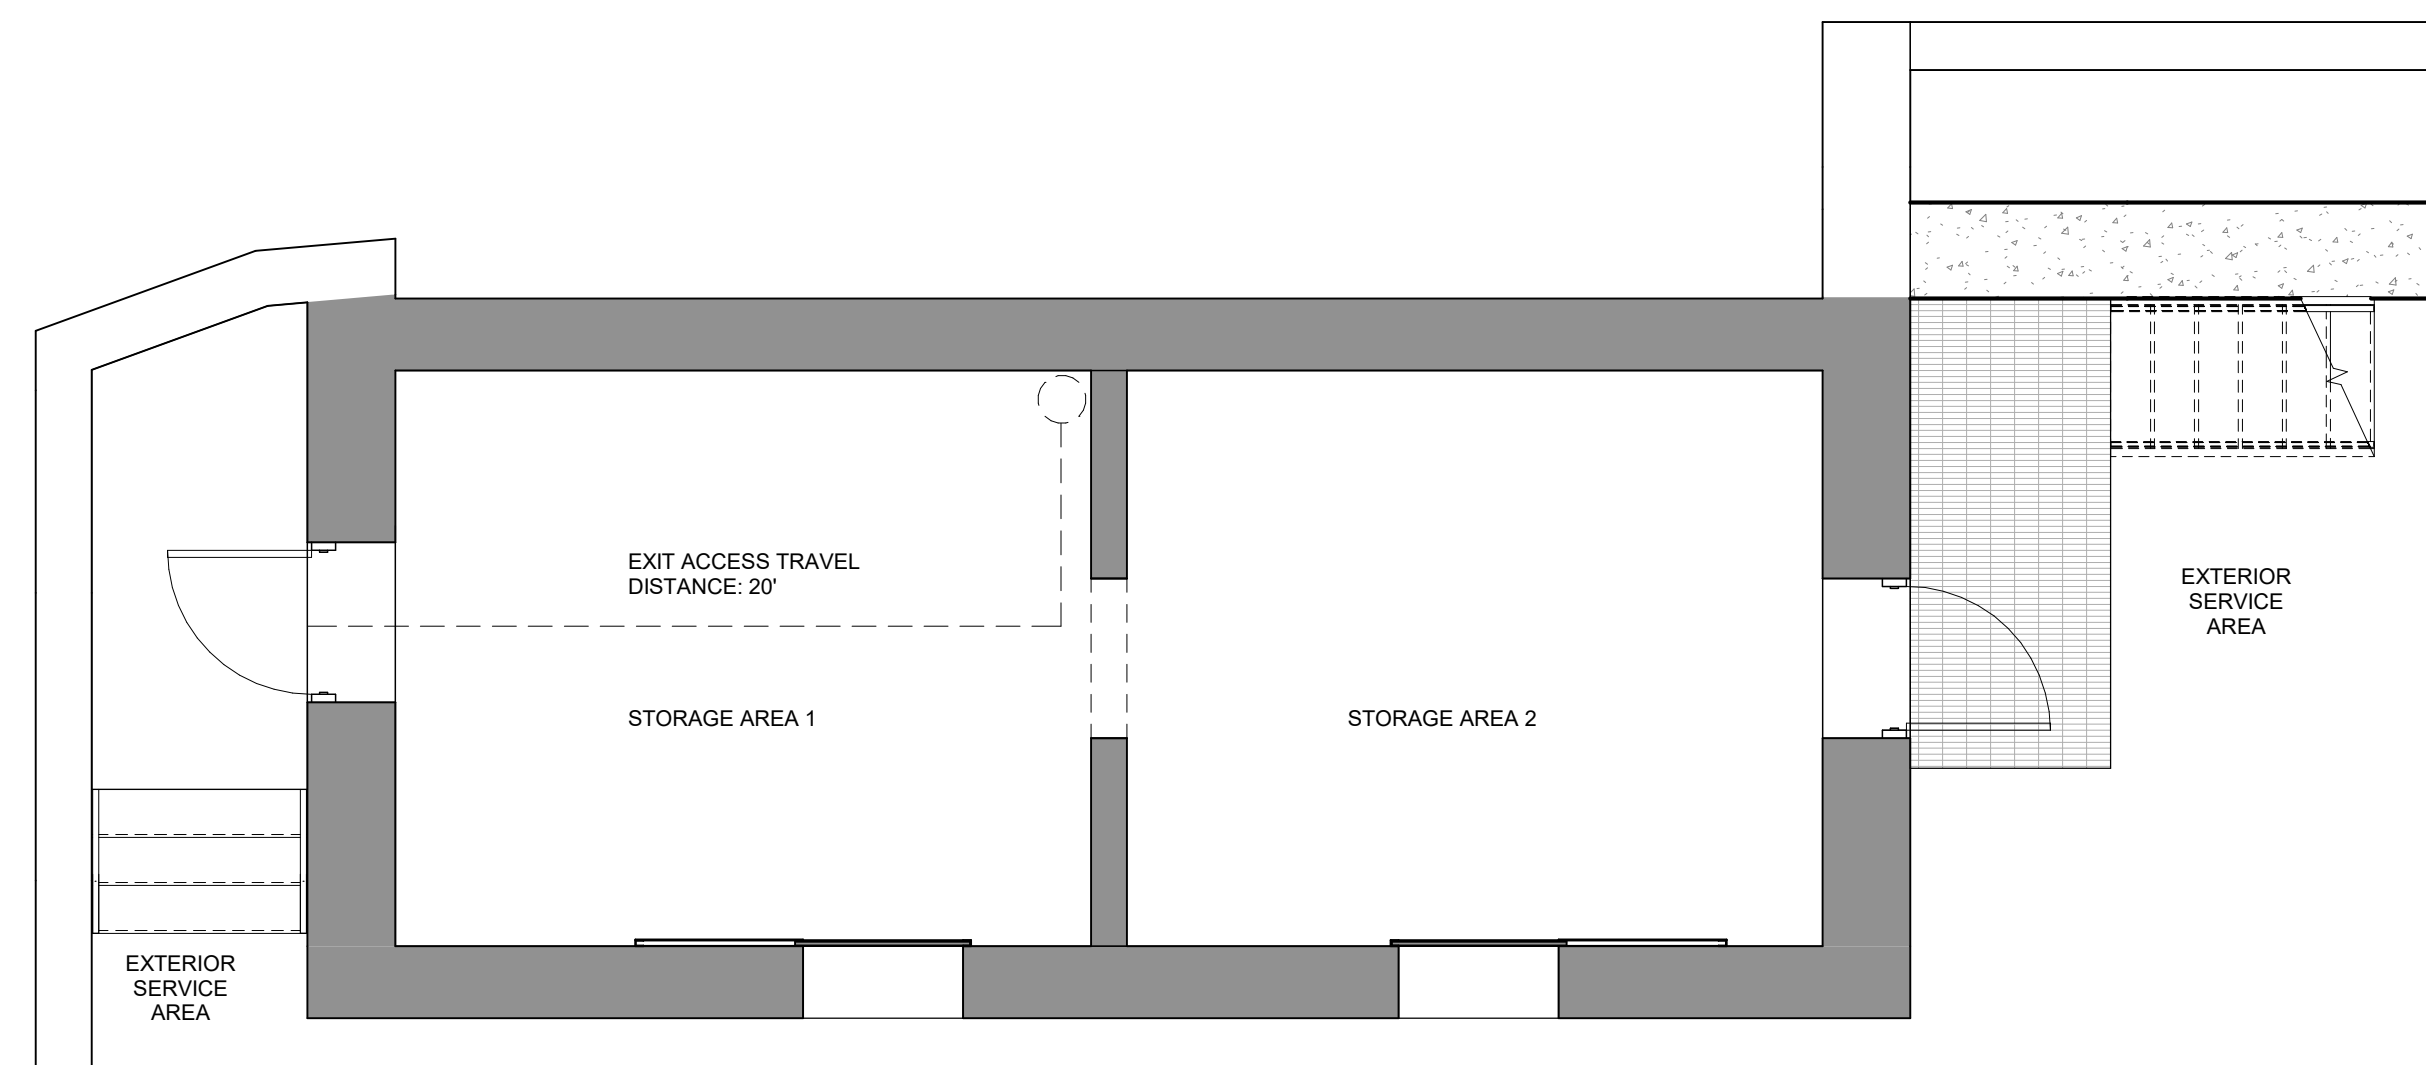 EXIT ACCESS TRAVEL
DISTANCE: 20'
EXTERIOR
SERVICE
AREA
STORAGE AREA 1
STORAGE AREA 2
EXTERIOR
SERVICE
AREA